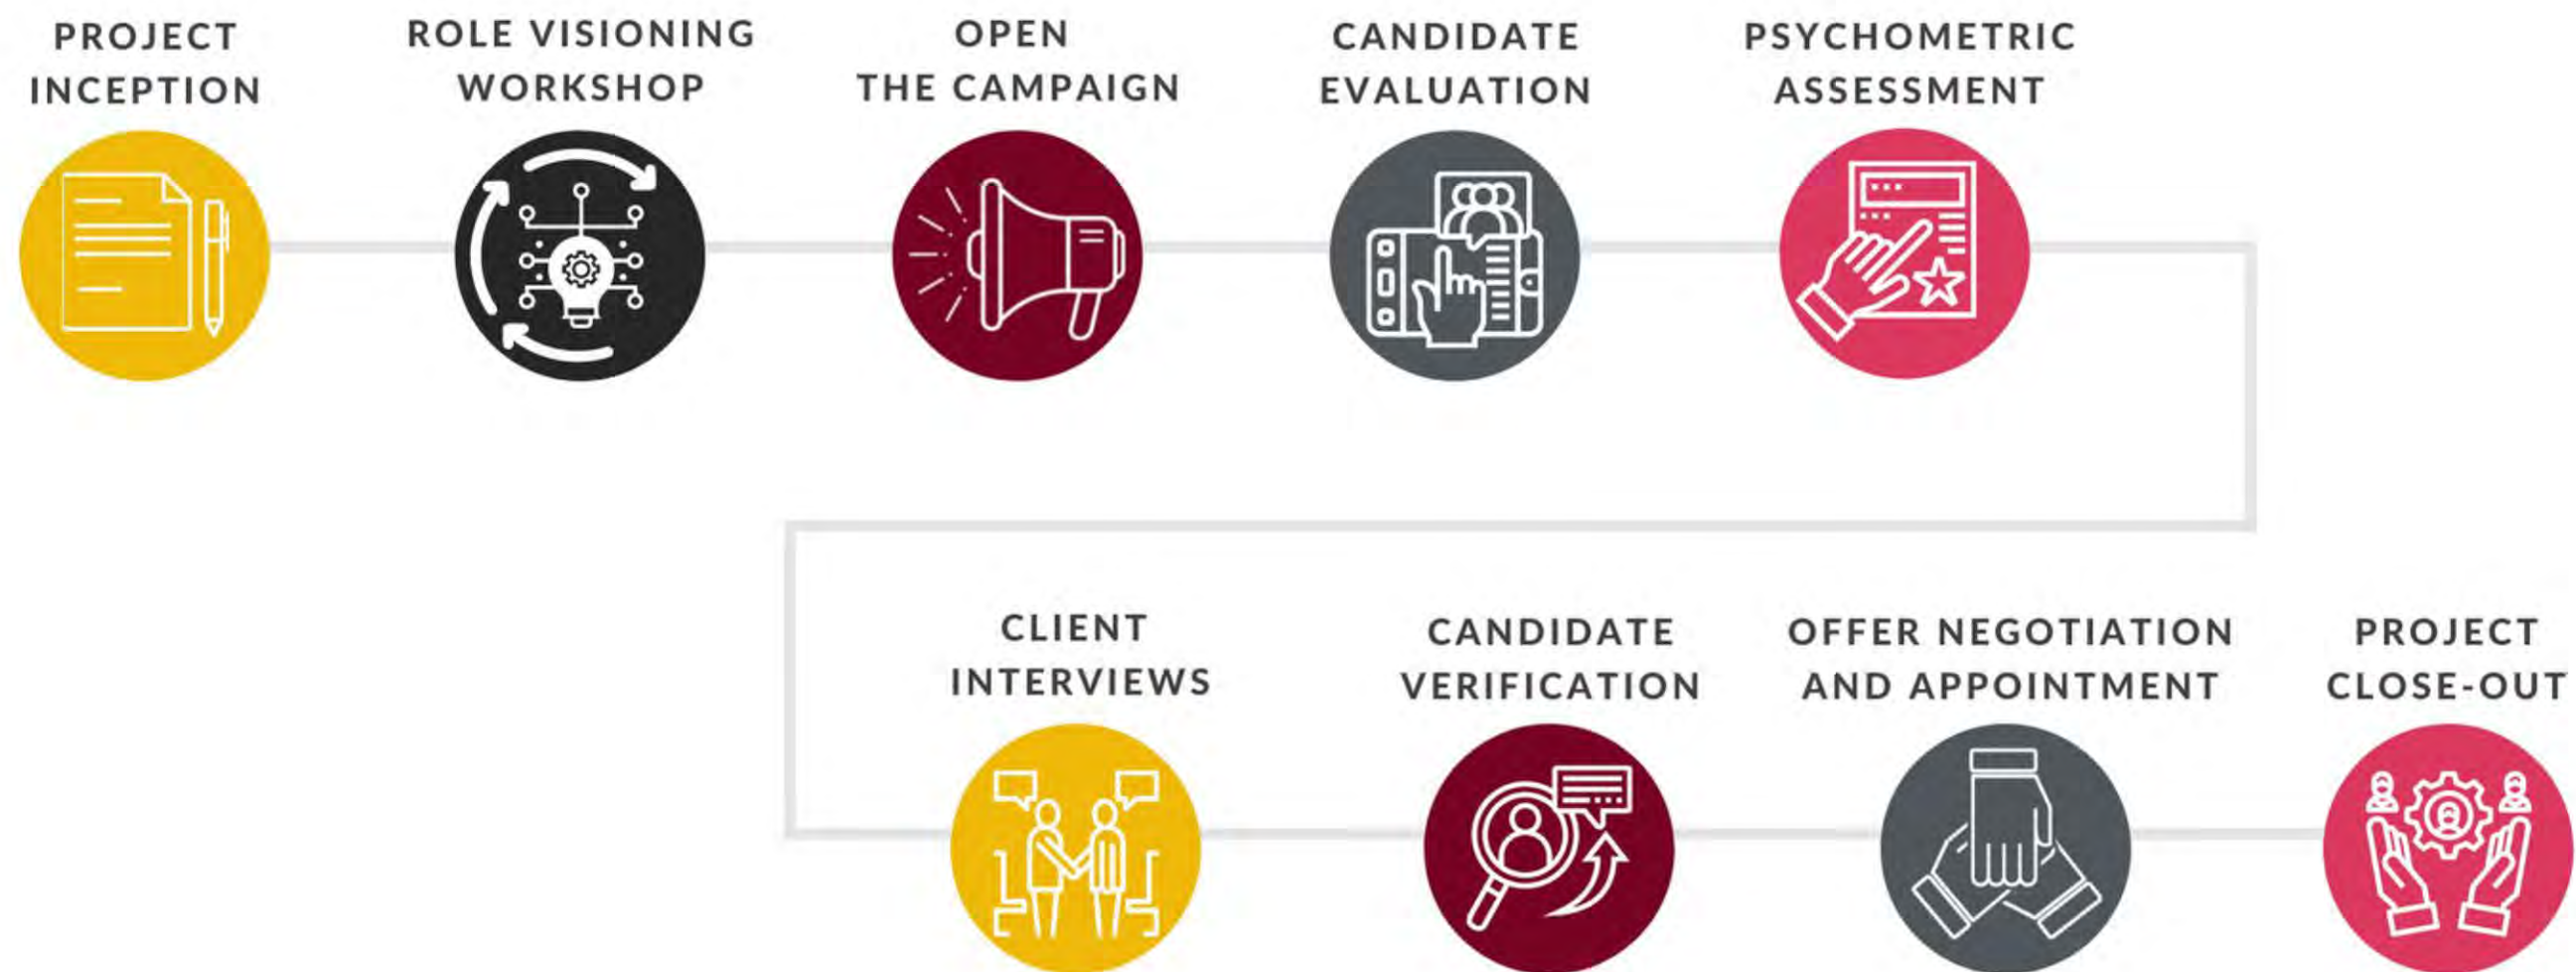 PROJECT
INCEPTION
ROLE VISIONING
WORKSHOP
OPEN
THE CAMPAIGN
CANDIDATE
EVALUATION
PSYCHOMETRIC
ASSESSMENT
CLIENT
INTERVIEWS
CANDIDATE
VERIFICATION
OFFER NEGOTIATION
AND APPOINTMENT
PROJECT
CLOSE-OUT